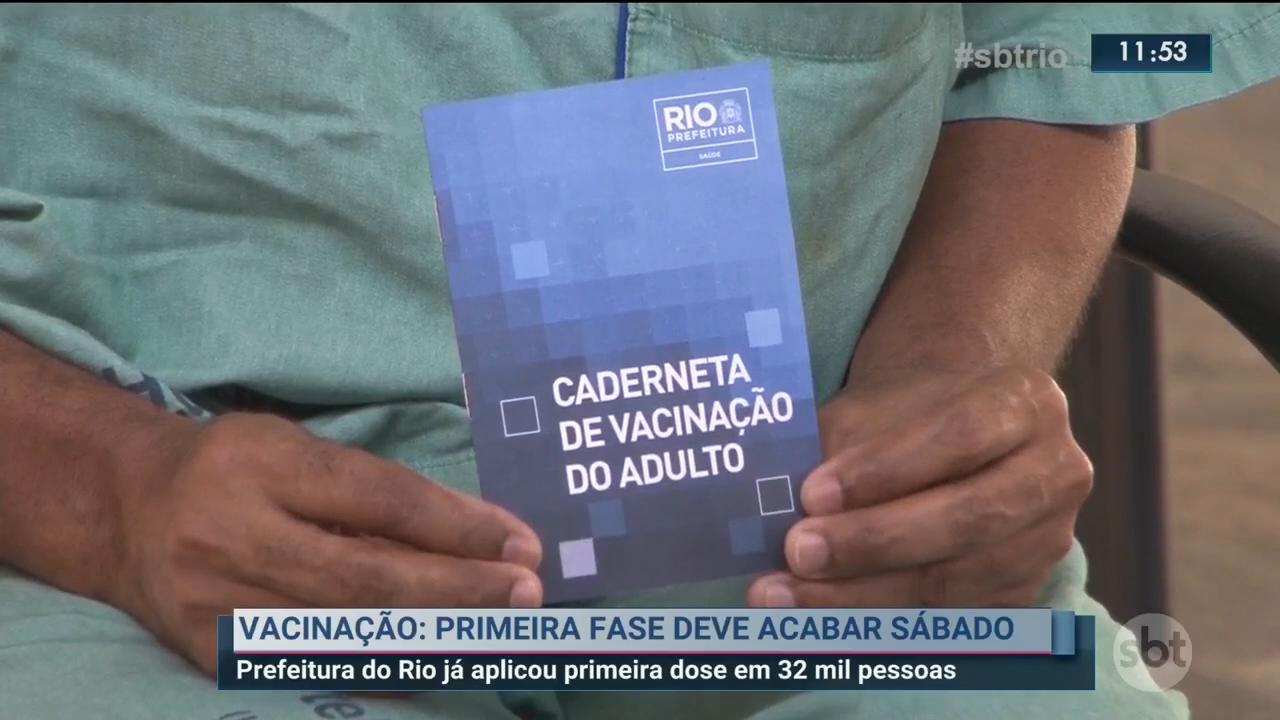 #sbtrio
11:53
RIO
PREFEITURA
SAÚDE
CADERNETA
DE VACINAÇÃO
DO ADULTO
VACINAÇÃO: PRIMEIRA FASE DEVE ACABAR SÁBADO
Prefeitura do Rio já aplicou primeira dose em 32 mil pessoas
sbt